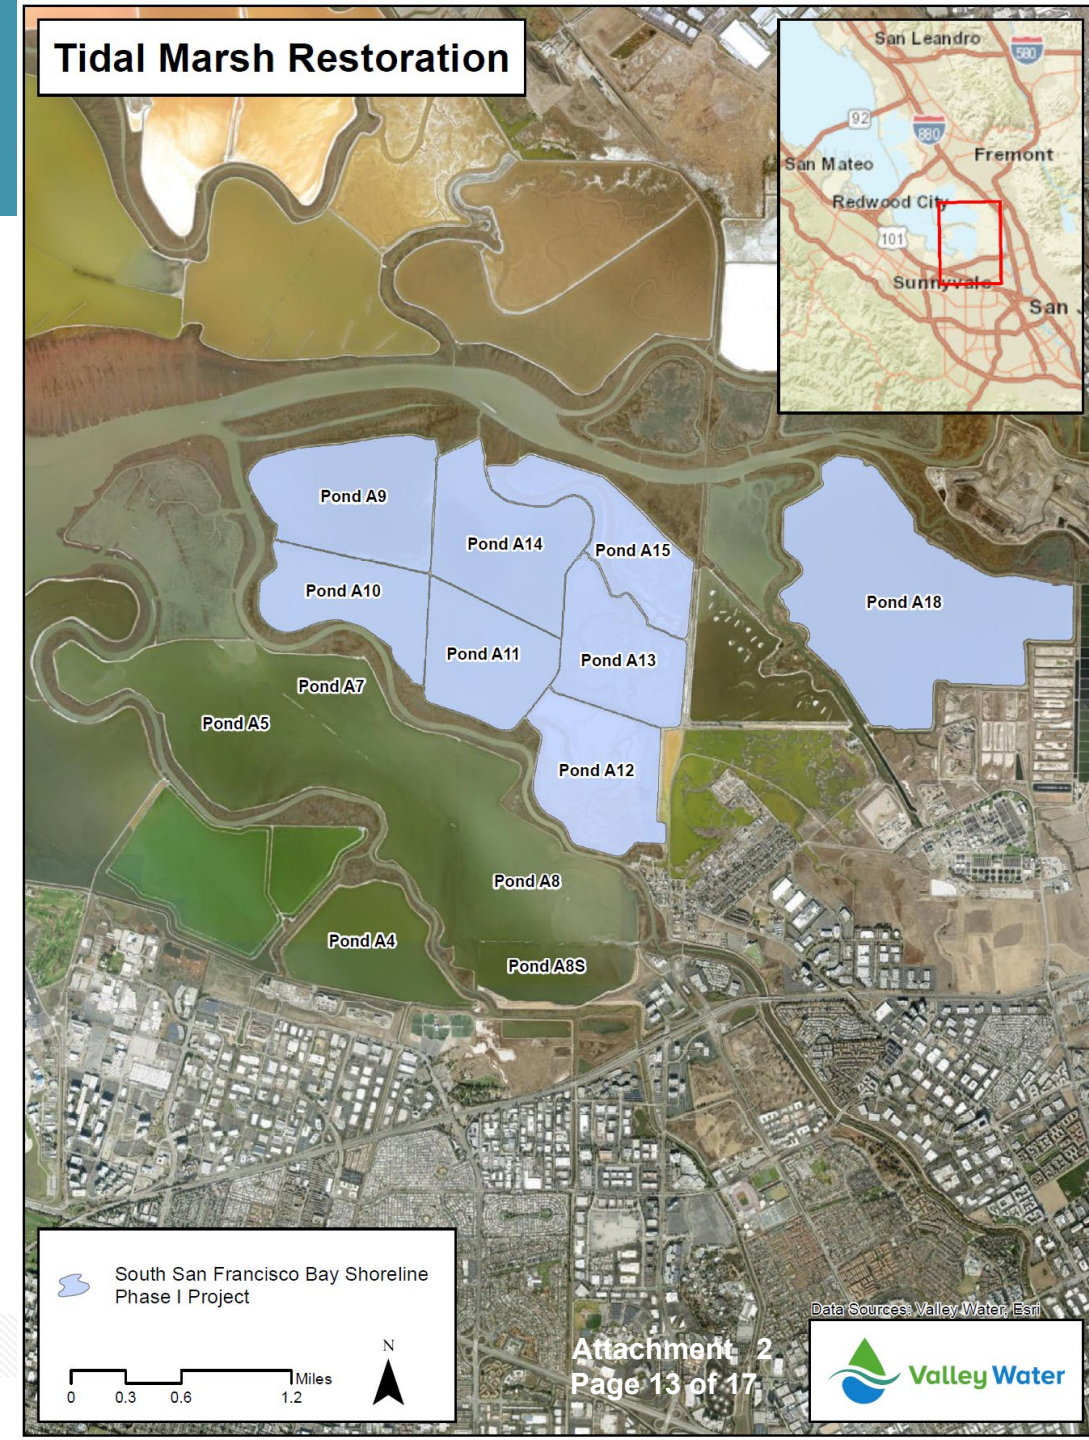 Tidal Marsh Restoration
San Leandro
580
92
880
San Mateo
Fremont
Redwood City
101
Sunnyvale
San J
Pond A9
Pond A14
Pond A15
Pond A10
Pond A18
Pond A11
Pond A13
Pond A7
Pond A5
Pond A12
Pond A8
Pond A4
Pond A8S
South San Francisco Bay Shoreline
Phase I Project
N
Miles
0 0.3 0.6 1.2
Data Sources: Valley Water, Esri
Attachment 2
Page 13 of 17
Valley Water